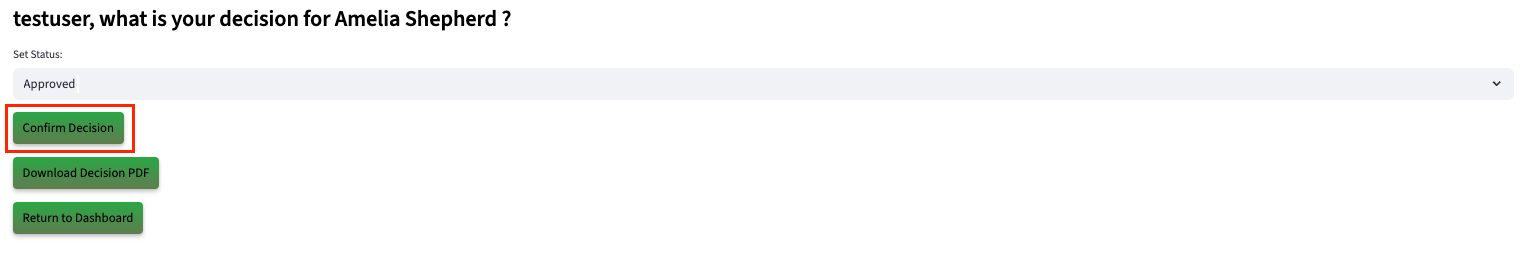 testuser, what is your decision for Amelia Shepherd ?
Set Status:
Approved
Confirm Decision
Download Decision PDF
Return to Dashboard